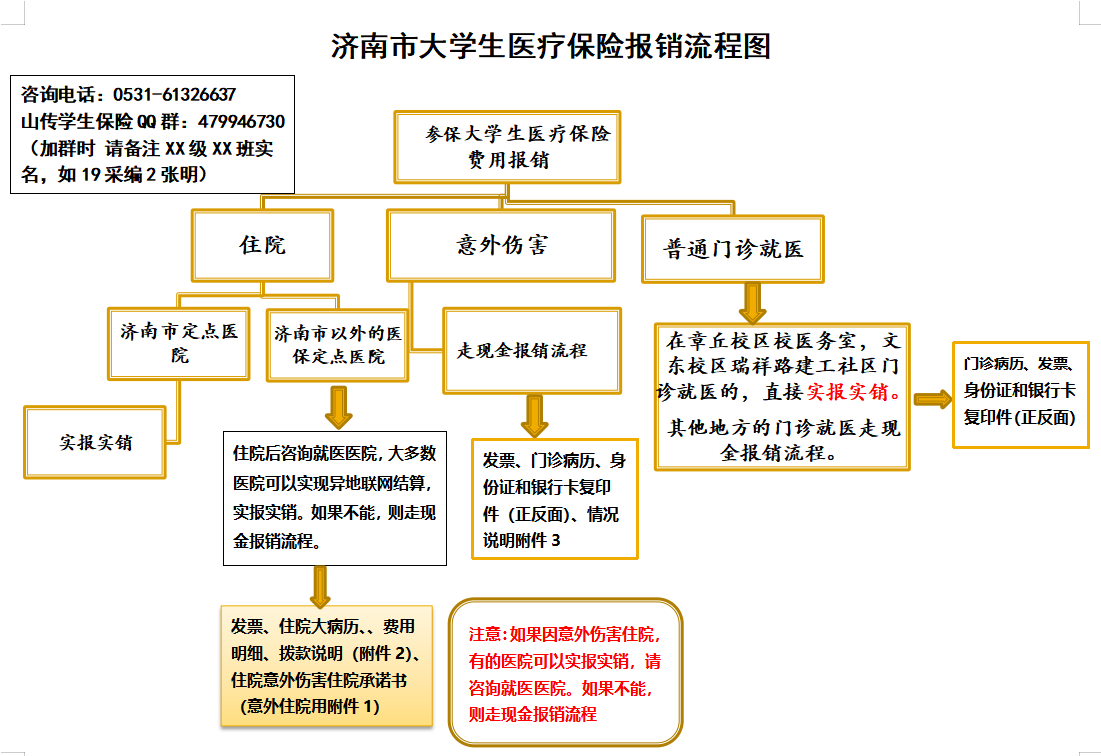 济南市大学生医疗保险报销流程图
咨询电话：0531-61326637
山传学生保险QQ群：479946730
（加群时 请备注XX级XX班实
名，如19采编2张明）
参保大学生医疗保险
费用报销
住院
意外伤害
普通门诊就医
济南市定点医
院
济南市以外的医
保定点医院
走现金报销流程
在章丘校区校医务室，文
东校区瑞祥路建工社区门
诊就医的，直接实报实销。
其他地方的门诊就医走现
金报销流程。
门诊病历、发票、
身份证和银行卡
复印件(正反面)
实报实销
住院后咨询就医医院，大多数
医院可以实现异地联网结算，
实报实销。如果不能，则走现
金报销流程。
发票、门诊病历、身
份证和银行卡复印
件（正反面）、情况
说明附件3
发票、住院大病历、、费用
明细、拨款说明（附件2）、
住院意外伤害住院承诺书
（意外住院用附件1）
注意：如果因意外伤害住院，
有的医院可以实报实销，请
咨询就医医院。如果不能，
则走现金报销流程